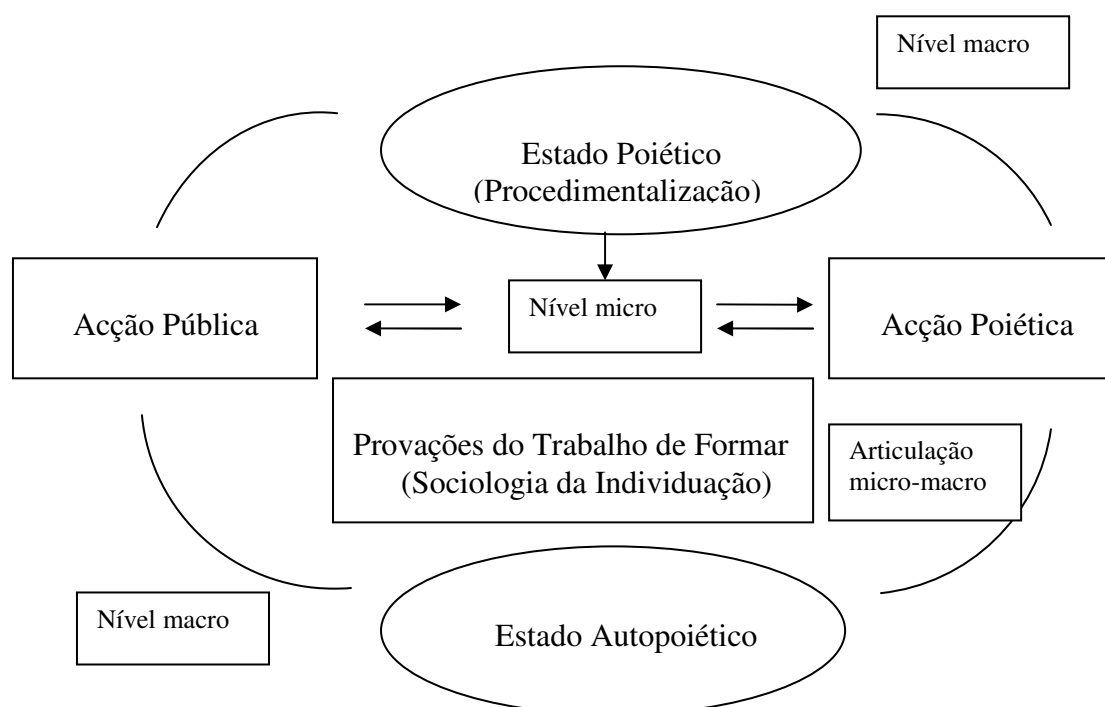 Nível macro
Estado Poiético
(Procedimentalização)
Acção Pública
Nível micro
Acção Poiética
Provações do Trabalho de Formar
(Sociologia da Individuação)
Articulação
micro-macro
Nível macro
Estado Autopoiético